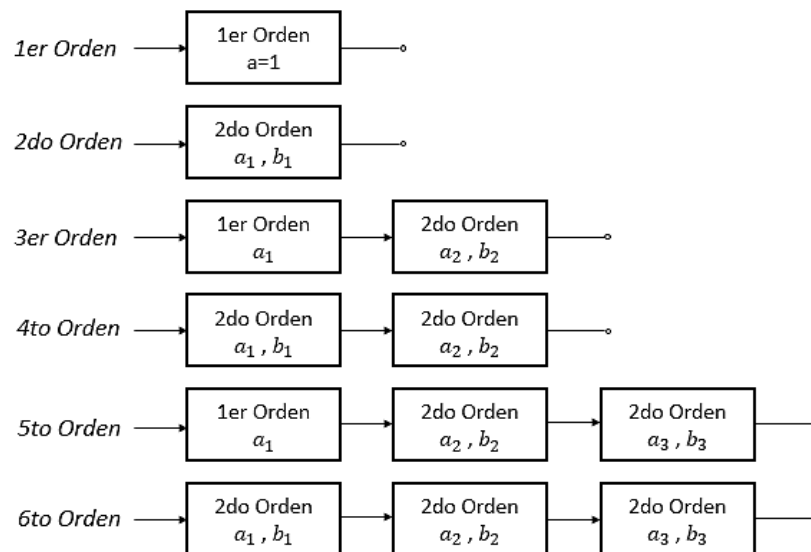 1er Orden
1er Orden
a=1
2do Orden
2do Orden
a₁ , b₁
3er Orden
1er Orden
a₁
2do Orden
a₂ , b₂
4to Orden
2do Orden
a₁ , b₁
2do Orden
a₂ , b₂
5to Orden
1er Orden
a₁
2do Orden
a₂ , b₂
2do Orden
a₃ , b₃
6to Orden
2do Orden
a₁ , b₁
2do Orden
a₂ , b₂
2do Orden
a₃ , b₃